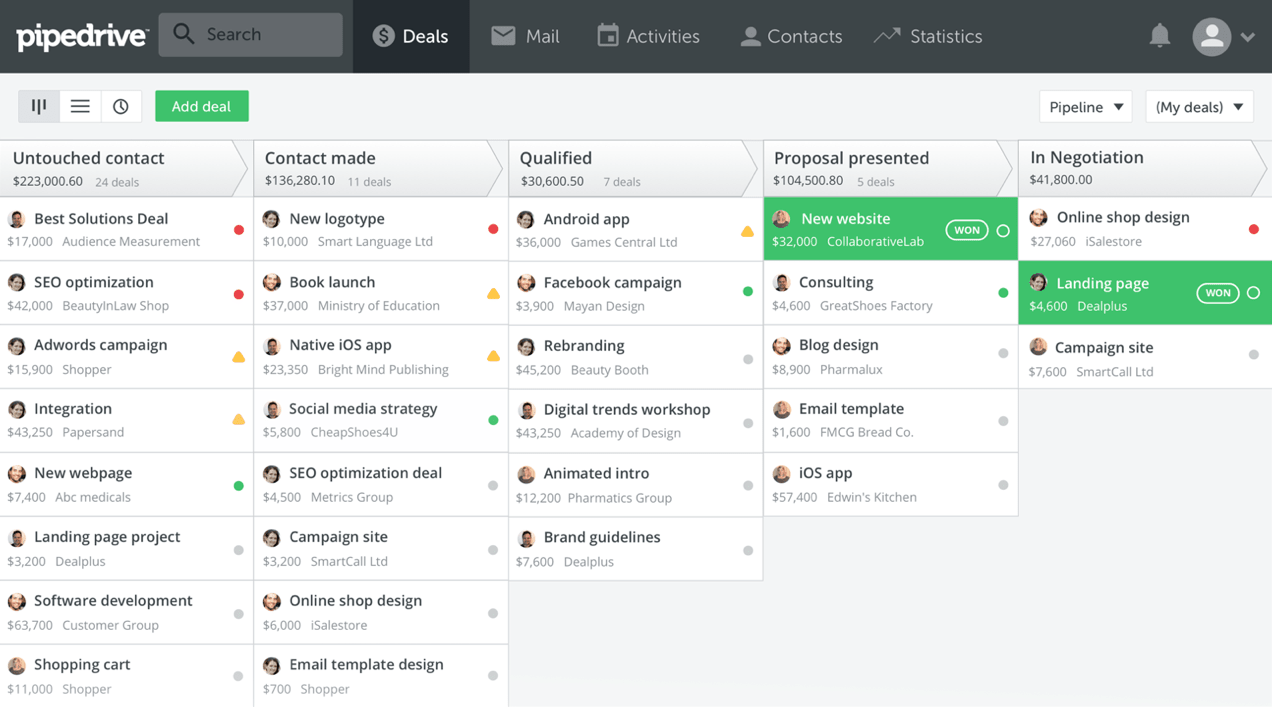 pipedrive
Search
Deals
Mail
Activities
Contacts
Statistics
Add deal
Pipeline
(My deals)
Untouched contact
$223,000.60 24 deals
Best Solutions Deal
$17,000 Audience Measurement
SEO optimization
$42,000 BeautyInLaw Shop
Adwords campaign
$15,900 Shopper
Integration
$43,250 Papersand
New webpage
$7,400 Abc medicals
Landing page project
$3,200 Dealplus
Software development
$63,700 Customer Group
Shopping cart
$11,000 Shopper
Contact made
$136,280.10 11 deals
New logotype
$10,000 Smart Language Ltd
Book launch
$37,000 Ministry of Education
Native iOS app
$23,350 Bright Mind Publishing
Social media strategy
$5,800 CheapShoes4U
SEO optimization deal
$4,500 Metrics Group
Campaign site
$3,200 SmartCall Ltd
Online shop design
$6,000 iSalestore
Email template design
$700 Shopper
Qualified
$30,600.50 7 deals
Android app
$36,000 Games Central Ltd
Facebook campaign
$3,900 Mayan Design
Rebranding
$45,200 Beauty Booth
Digital trends workshop
$43,250 Academy of Design
Animated intro
$12,200 Pharmatics Group
Brand guidelines
$7,600 Dealplus
Proposal presented
$104,500.80 5 deals
New website
WON
$32,000 CollaborativeLab
Consulting
$4,600 GreatShoes Factory
Blog design
$8,900 Pharmalux
Email template
$1,600 FMCG Bread Co.
iOS app
$57,400 Edwin's Kitchen
In Negotiation
$41,800.00
Online shop design
$27,060 iSalestore
Landing page
WON
$4,600 Dealplus
Campaign site
$7,600 SmartCall Ltd